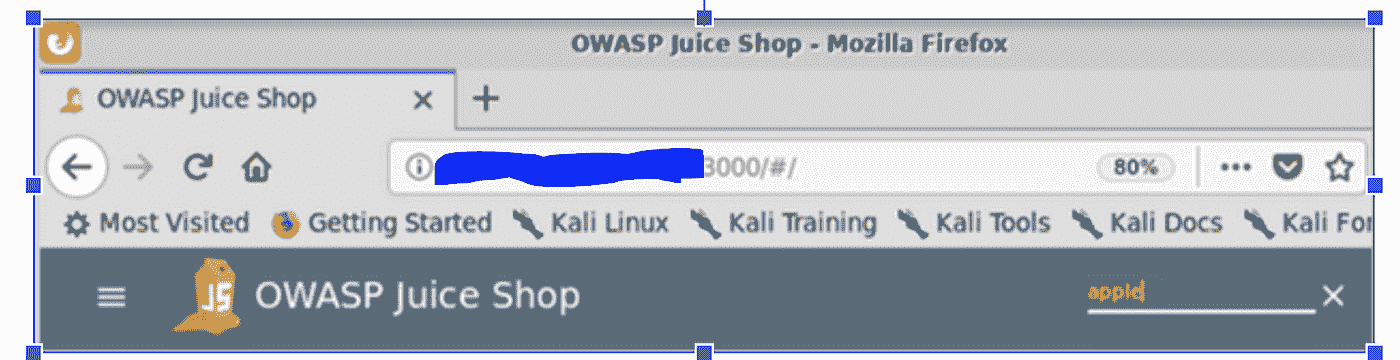 OWASP Juice Shop - Mozilla Firefox
OWASP Juice Shop
3000/#/ 80%
Most Visited Getting Started Kali Linux Kali Training Kali Tools Kali Docs Kali For
JS OWASP Juice Shop apple